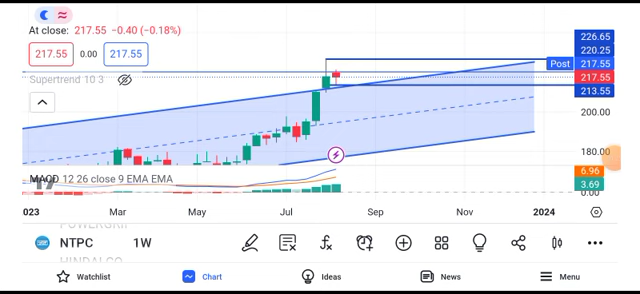 At close: 217.55 −0.40 (−0.18%)
217.55 0.00 217.55
Supertrend 10 3
226.65
220.25
Post 217.55
217.55
213.55
200.00
180.00
MACD 12 26 close 9 EMA EMA
6.96
3.69
0.00
023 Mar May Jul Sep Nov 2024
NTPC 1W
HINDALCO
Watchlist Chart Ideas News Menu